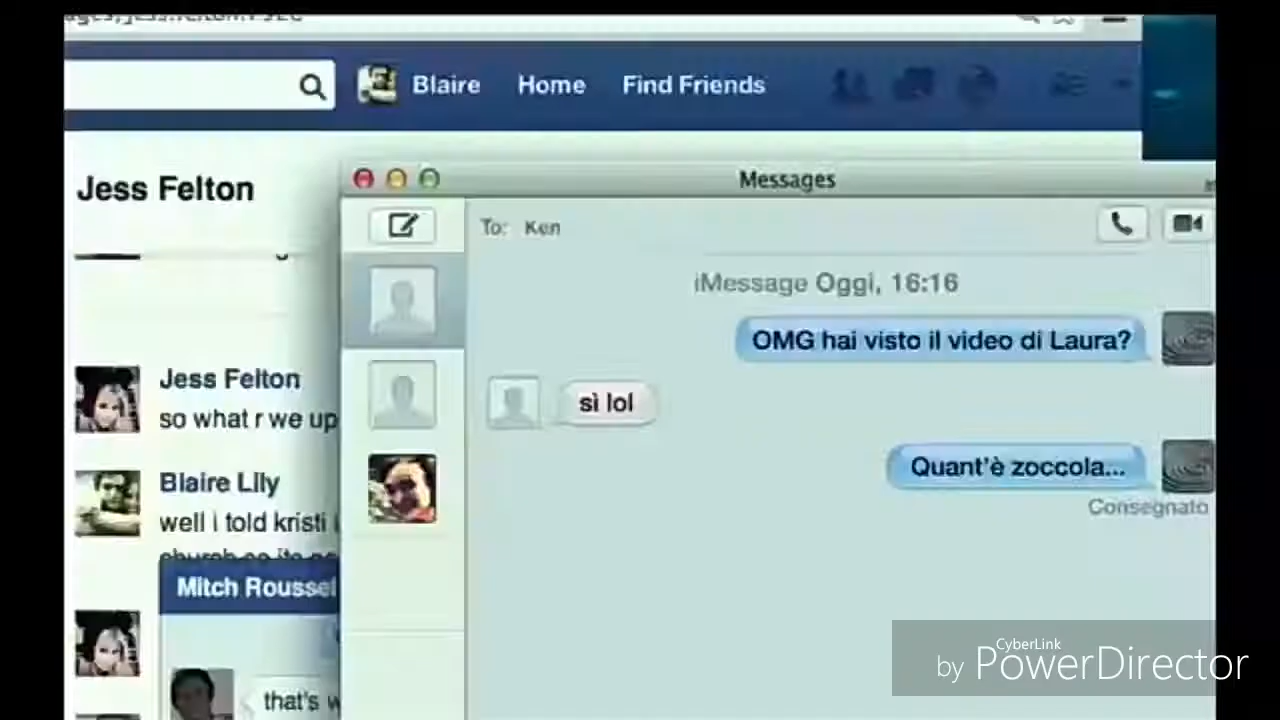 Blaire Home Find Friends
Jess Felton
Messages
To: Ken
iMessage Oggi, 16:16
OMG hai visto il video di Laura?
sì lol
Quant'è zoccola...
Consegnato
Jess Felton
so what r we up
Blaire Lily
well i told kristi
Mitch Roussel
that's
CyberLink
by PowerDirector